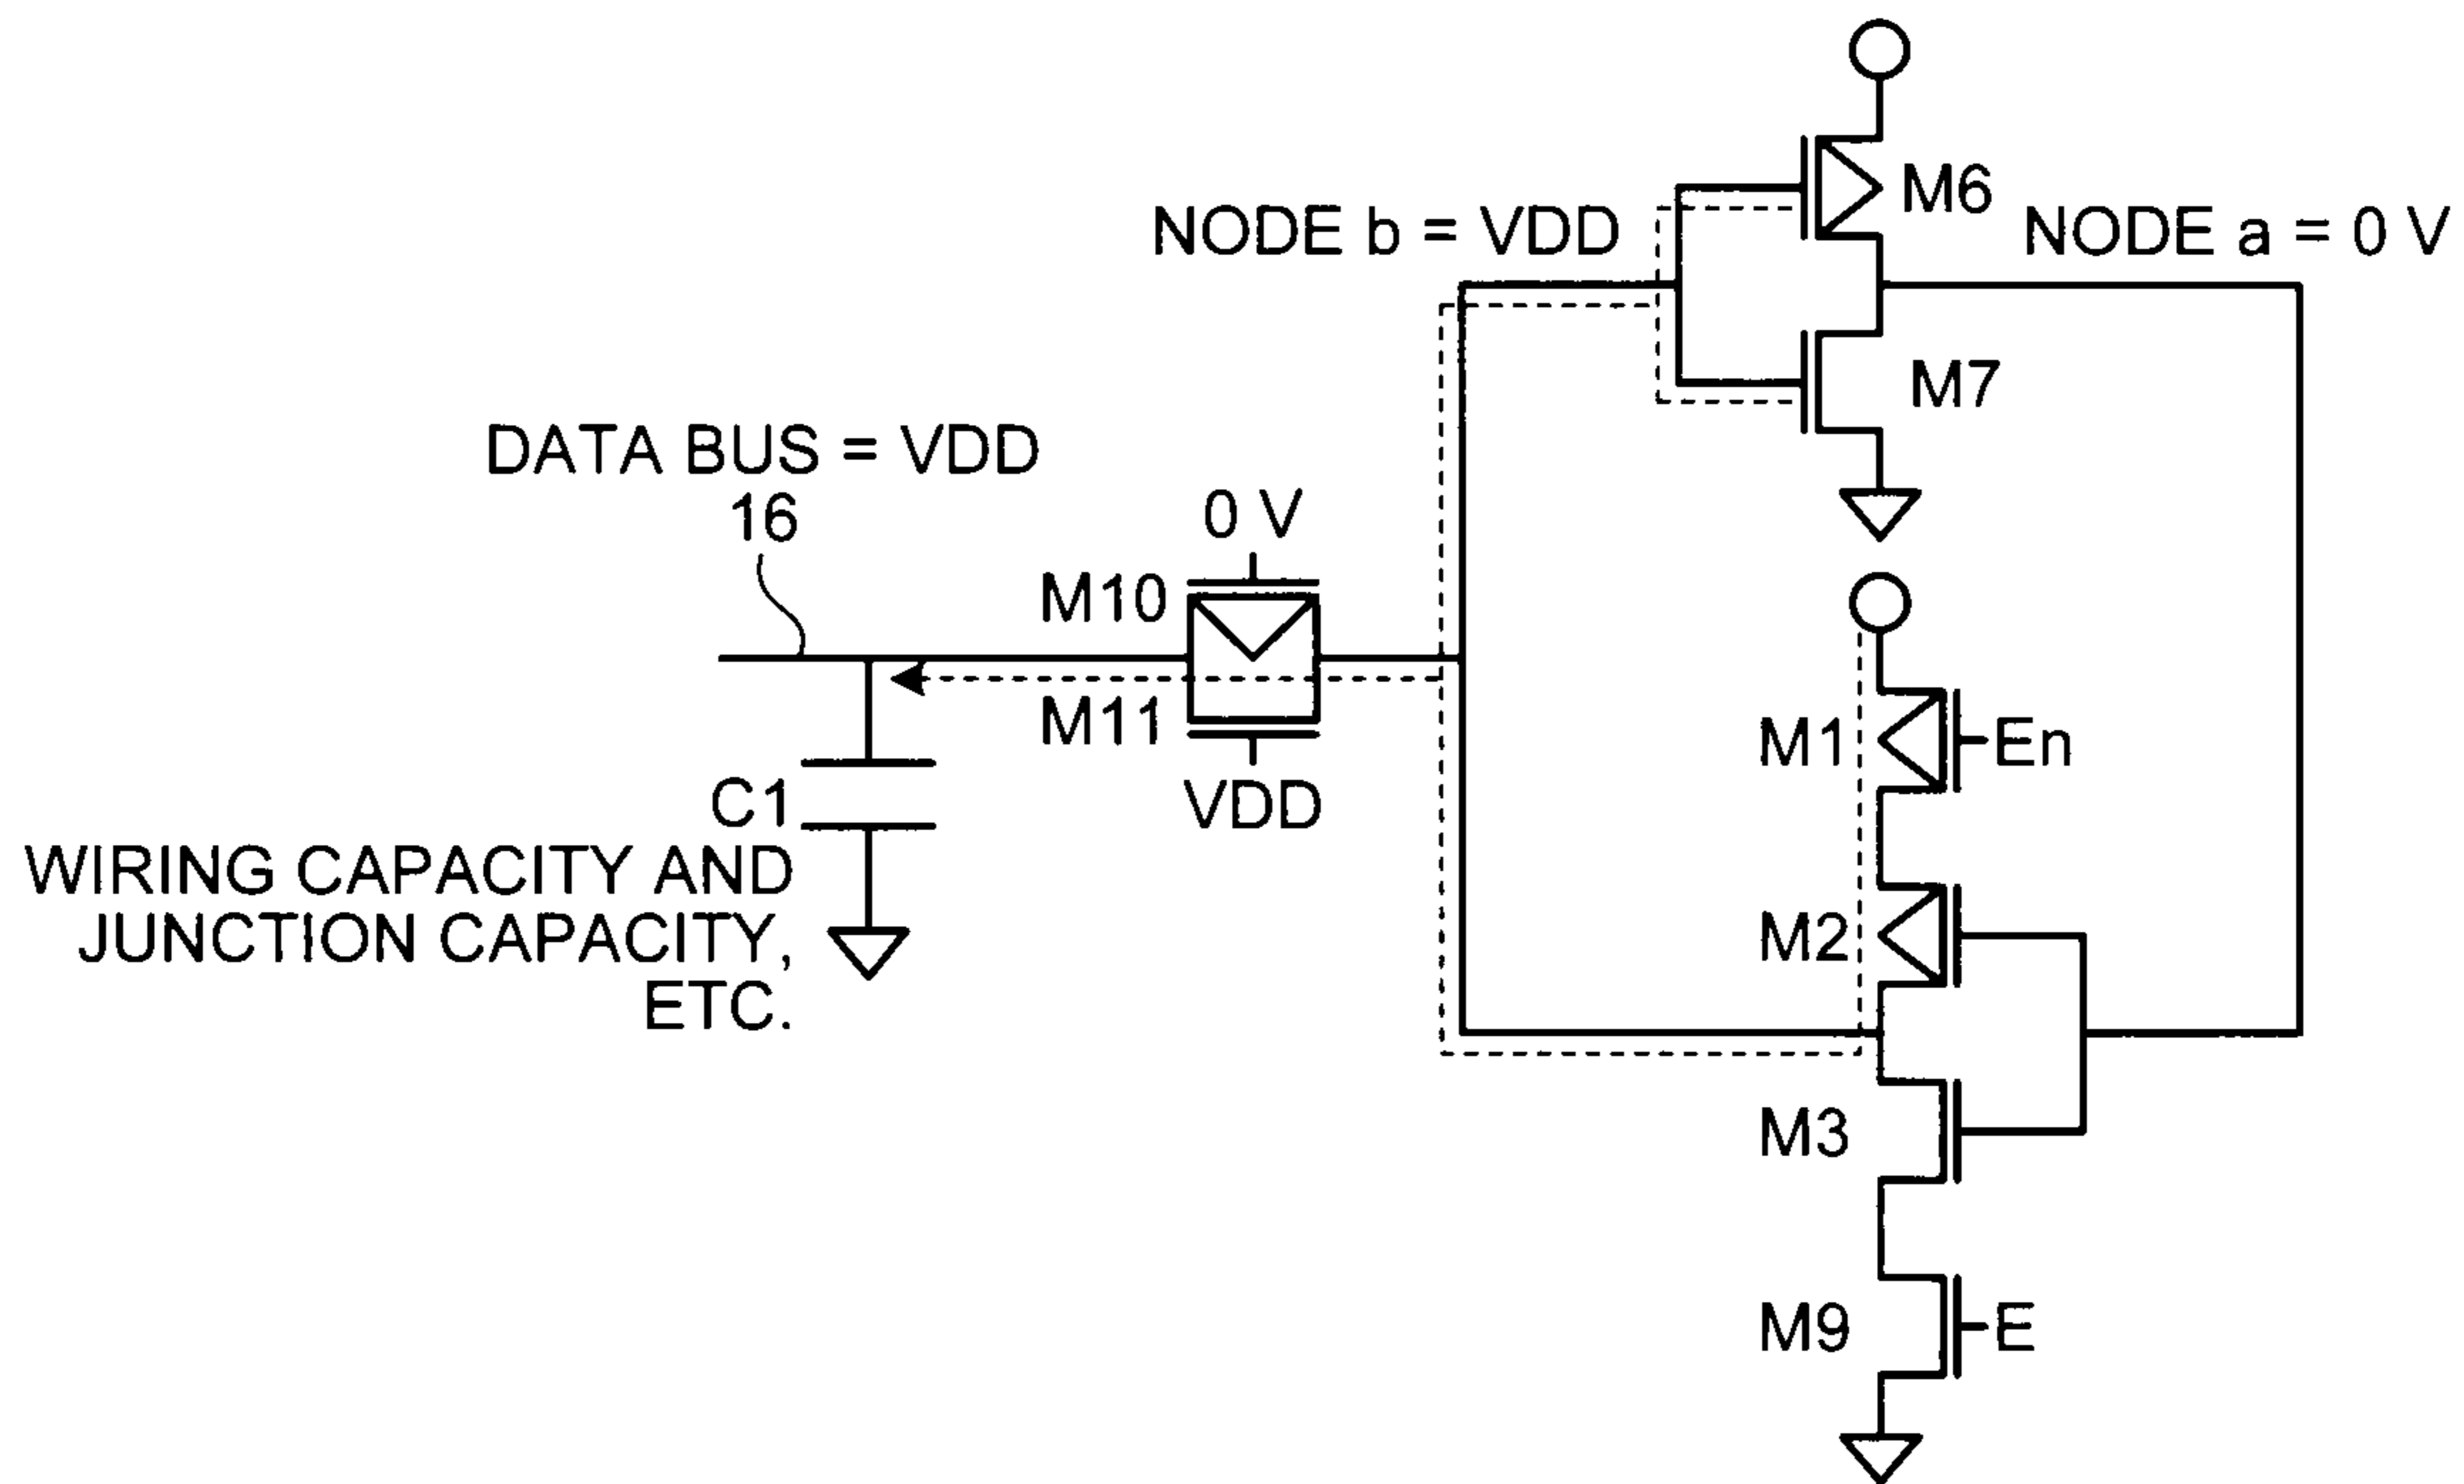 M6
NODE b = VDD
NODE a = 0 V
M7
DATA BUS = VDD
16
0 V
M10
M11
VDD
C1
WIRING CAPACITY AND
JUNCTION CAPACITY,
ETC.
M1
En
M2
M3
M9
E